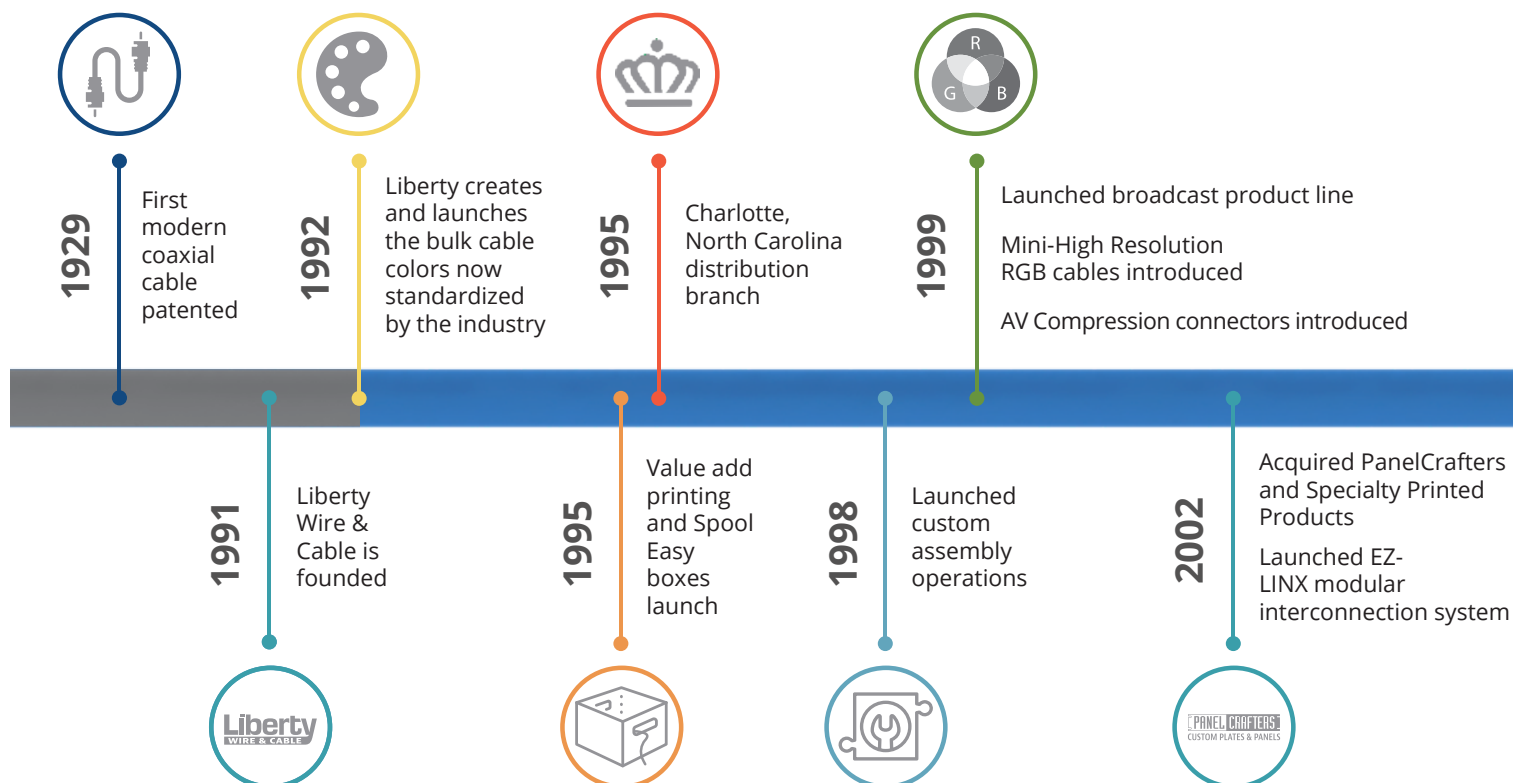 R
G B
1929
First
modern
coaxial
cable
patented
1992
Liberty creates
and launches
the bulk cable
colors now
standardized
by the industry
1995
Charlotte,
North Carolina
distribution
branch
1999
Launched broadcast product line
Mini-High Resolution
RGB cables introduced
AV Compression connectors introduced
1991
Liberty
Wire &
Cable is
founded
1995
Value add
printing
and Spool
Easy
boxes
launch
1998
Launched
custom
assembly
operations
2002
Acquired PanelCrafters
and Specialty Printed
Products
Launched EZ-
LINX modular
interconnection system
Liberty
WIRE & CABLE
PANEL CRAFTERS
CUSTOM PLATES & PANELS